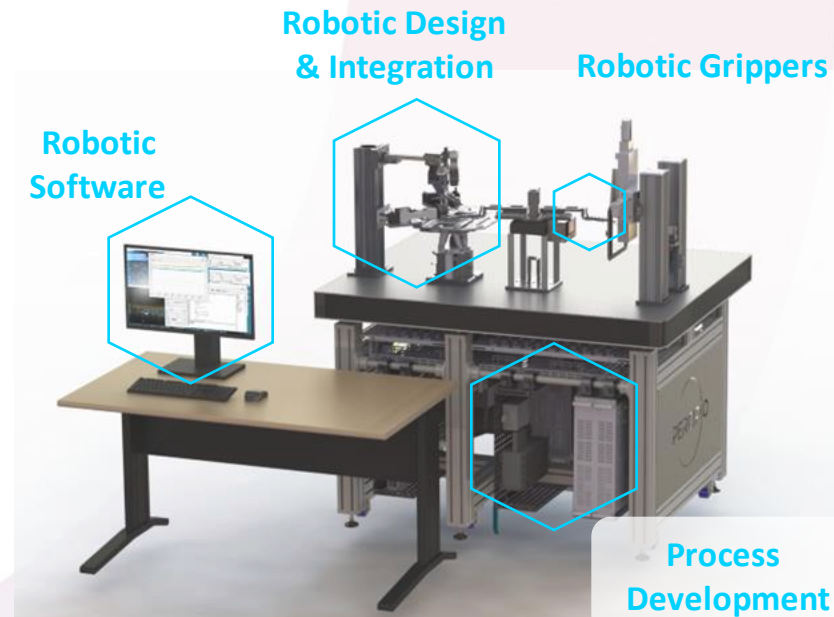 Robotic Design
& Integration
Robotic Grippers
Robotic
Software
Process
Development